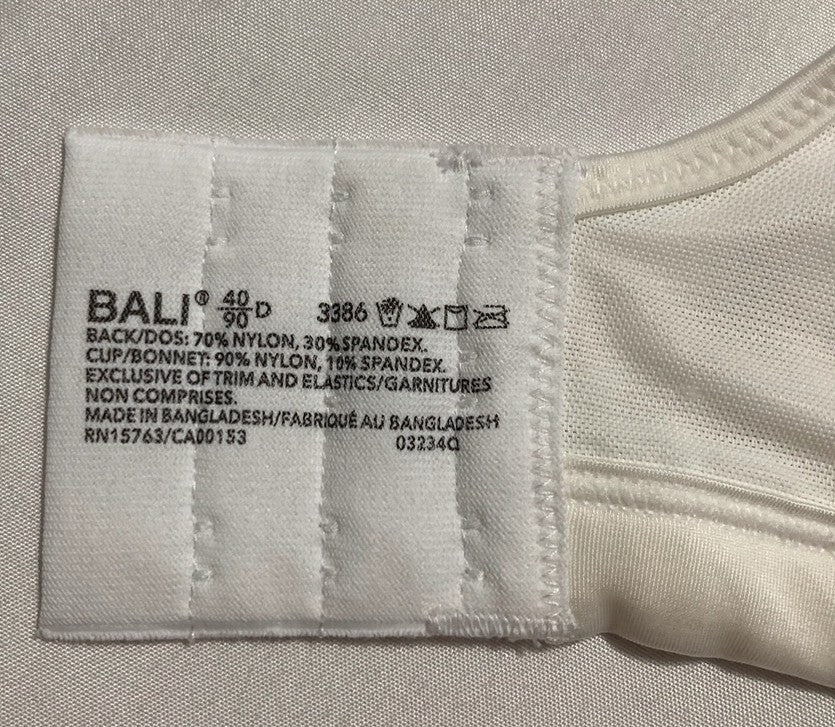 BALI® 40/90 D 3386
BACK/DOS: 70% NYLON, 30% SPANDEX.
CUP/BONNET: 90% NYLON, 10% SPANDEX.
EXCLUSIVE OF TRIM AND ELASTICS/GARNITURES
NON COMPRISES.
MADE IN BANGLADESH/FABRIQUÉ AU BANGLADESH
RN15763/CA00153 03234Q